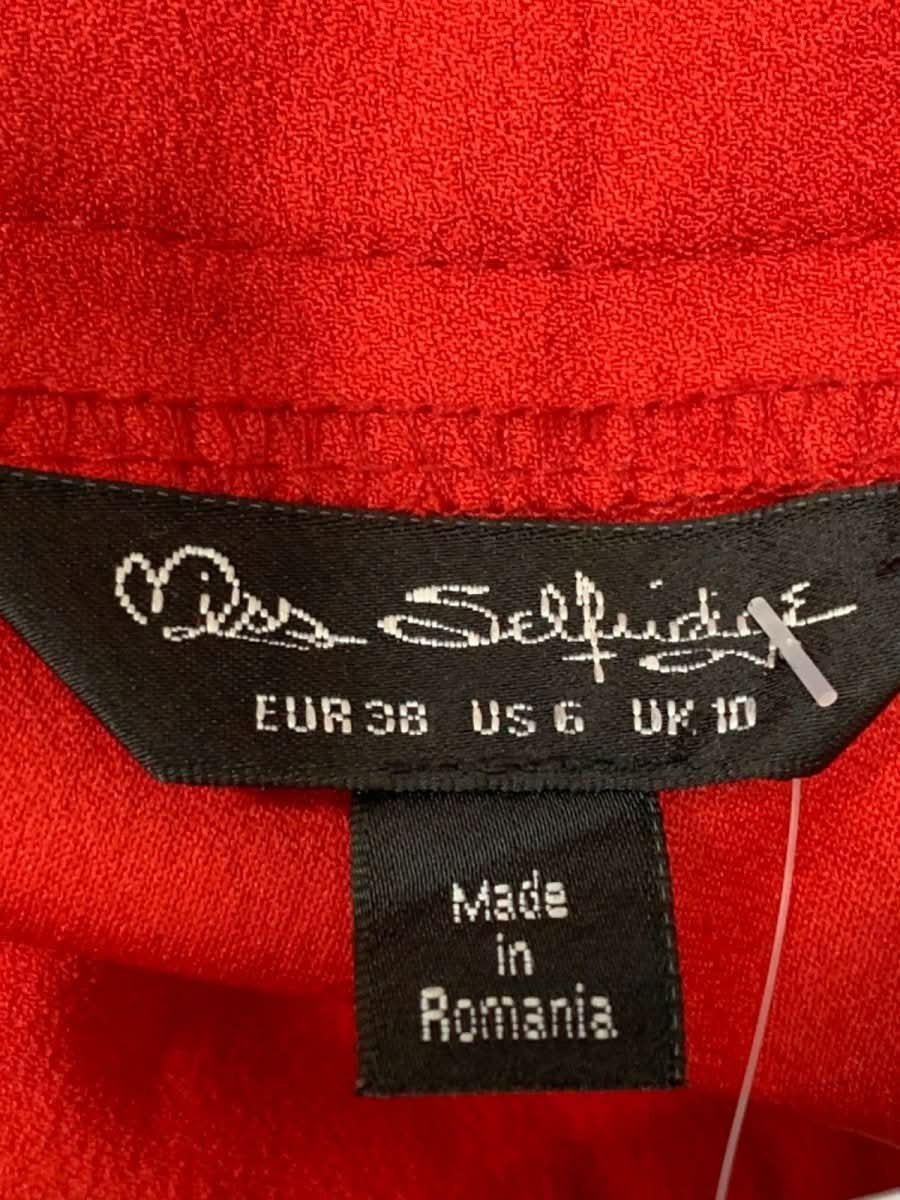 Miss Selfridge
EUR 38 US 6 UK 10
Made
in
Romania